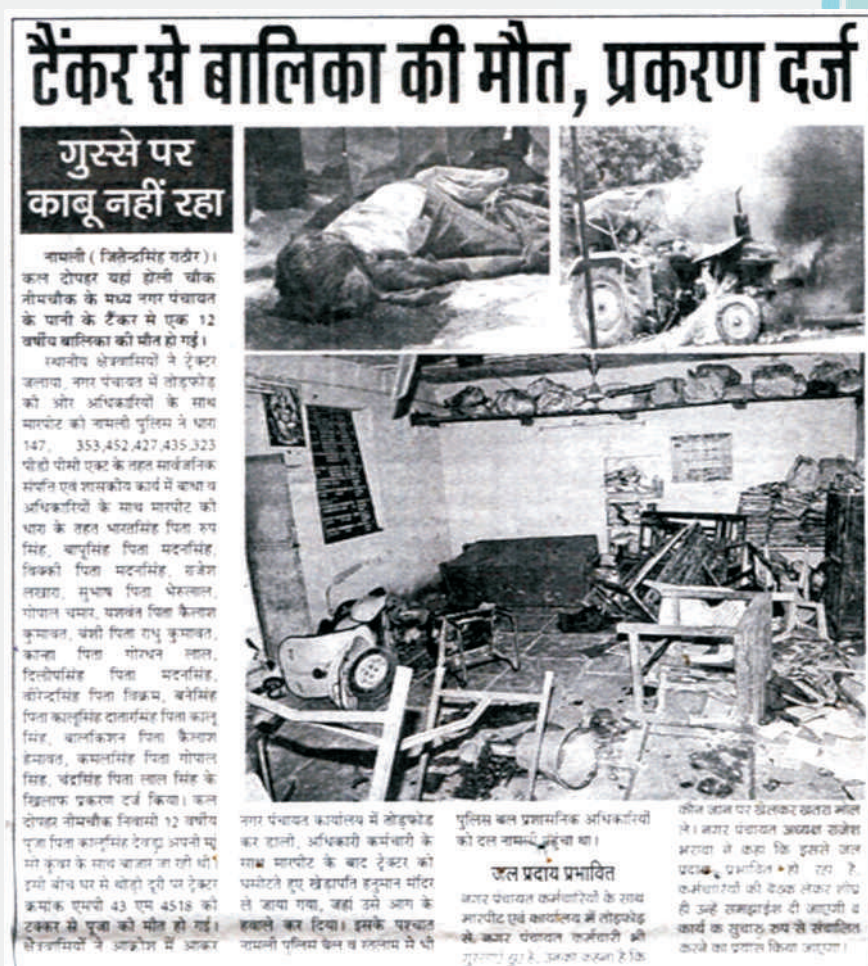 टैंकर से बालिका की मौत, प्रकरण दर्ज
गुस्से पर
काबू नहीं रहा
नामली ( जितेन्द्रसिंह राठौर )।
कल दोपहर यहां होली चौक
नीमचौक के मध्य नगर पंचायत
के पानी के टैंकर से एक 12
वर्षीय बालिका की मौत हो गई।
स्थानीय क्षेत्रवासियों ने ट्रेक्टर
जलाया, नगर पंचायत में तोड़फोड़
की ओर अधिकारियों के साथ
मारपीट की नामली पुलिस ने धारा
147, 353,452,427,435,323
पीडी पीसी एक्ट के तहत सार्वजनिक
संपत्ति एवं शासकीय कार्य में बाधा व
अधिकारियों के साथ मारपीट की
धारा के तहत भारतसिंह पिता रुप
सिंह, बापूसिंह पिता मदनसिंह,
विक्की पिता मदनसिंह, राजेश
लखारा, सुभाष पिता भेरुलाल,
गोपाल चमार, यशवंत पिता कैलाश
कुमावत, बंशी पिता राधु कुमावत,
कान्हा पिता गोरधन लाल,
दिलीपसिंह पिता मदनसिंह,
वीरेन्द्रसिंह पिता विक्रम, बनेसिंह
पिता कालूसिंह दातारसिंह पिता कालू
सिंह, बालकिशन पिता कैलाश
हेमावत, कमलसिंह पिता गोपाल
सिंह, चंद्रसिंह पिता लाल सिंह के
खिलाफ प्रकरण दर्ज किया। कल
दोपहर नीमचौक निवासी 12 वर्षीय
पूजा पिता कालूसिंह देवड़ा अपनी
कुंवर के साथ बाजार जा रही थी
इसी बीच घर से थोड़ी दूरी पर ट्रेक्टर
क्रमांक एमपी 43 एम 4518 की
टक्कर से पूजा की मौत हो गई।
क्षेत्रवासियों ने आक्रोश में आकर
नगर पंचायत कार्यालय में तोड़फोड़
कर डाली, अधिकारी कर्मचारी के
साथ मारपीट के बाद ट्रेक्टर को
घसीटते हुए खेड़ापति हनुमान मंदिर
ले जाया गया, जहां उसे आग के
हवाले कर दिया। इसके पश्चात
नामली पुलिस बल व रतलाम से भी
पुलिस बल प्रशासनिक अधिकारियों
को दल नामली पहुंचा था।
जल प्रदाय प्रभावित
नगर पंचायत कर्मचारियों के साथ
मारपीट एवं कार्यालय में तोड़फोड़
से नगर पंचायत कर्मचारी भी
हुए है, उनका कहना है कि
कौन जान पर खेलकर खतरा मोल
ले। नगर पंचायत अध्यक्ष राजेश
भरावा ने कहा कि इससे जल
प्रदाय प्रभावित हो रहा है
कर्मचारियों की बैठक लेकर शीघ्र
ही उन्हें समझाईश दी जाएगी व
कार्य के सुचारु रुप से संचालित
करने का प्रयास किया जाएगा।